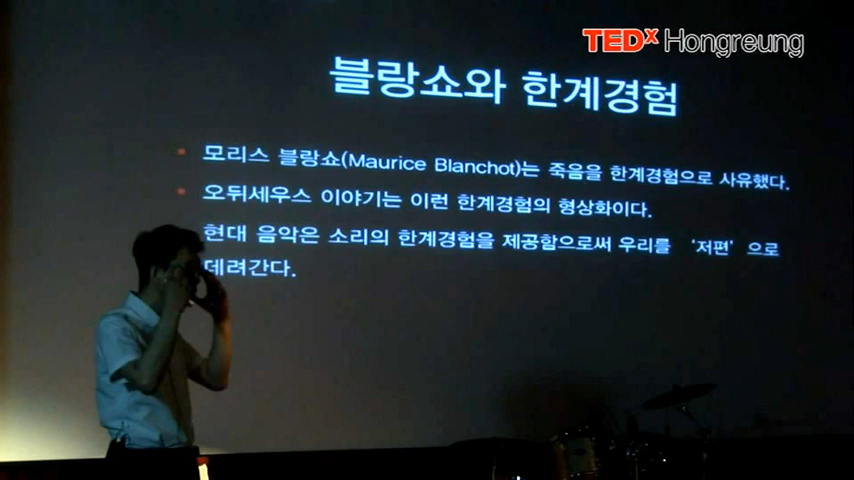 TEDx Hongreung
블랑쇼와 한계경험
모리스 블랑쇼(Maurice Blanchot)는 죽음을 한계경험으로 사유했다.
오뒤세우스 이야기는 이런 한계경험의 형상화이다.
현대 음악은 소리의 한계경험을 제공함으로써 우리를 ‘저편’으로
데려간다.